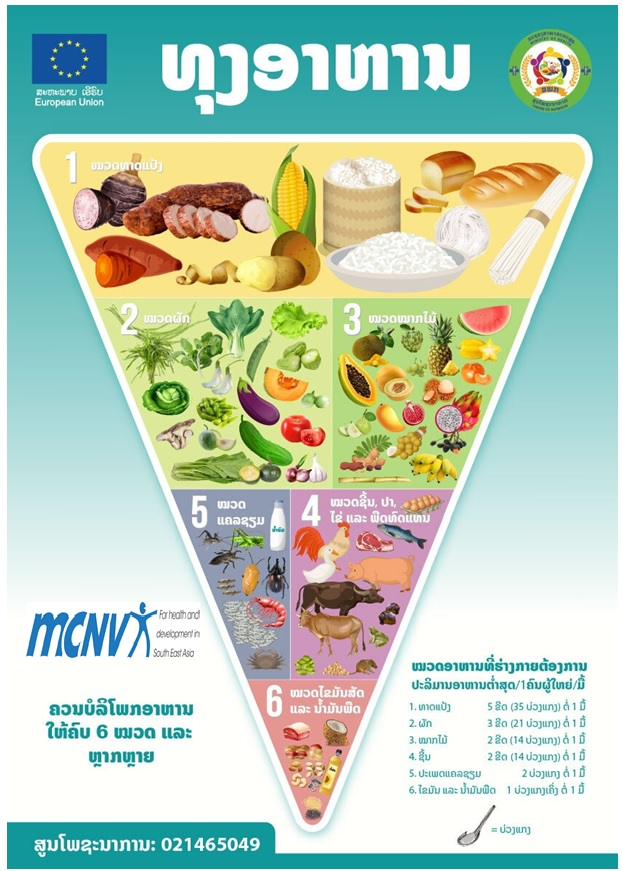 ສະຫະພາບ ເອີຣົບ
European Union
ທຸງອາຫານ
1 ໝວດທາດແປ້ງ
2 ໝວດຜັກ
3 ໝວດໝາກໄມ້
5 ໝວດ
ແຄລຊຽມ
ນ້ຳນົມ
4 ໝວດຊີ້ນ, ປາ,
ໄຂ່ ແລະ ພືດທົດແທນ
6 ໝວດໄຂມັນສັດ
ແລະ ນ້ຳມັນພືດ
MCNV
For health and
development in
South East Asia
ຄວນບໍລິໂພກອາຫານ
ໃຫ້ຄົບ 6 ໝວດ ແລະ
ຫຼາກຫຼາຍ
ໝວດອາຫານທີ່ຮ່າງກາຍຕ້ອງການ
ປະລິມານອາຫານຕ່ຳສຸດ/1ຄົນຜູ້ໃຫຍ່/ມື້
1. ທາດແປ້ງ 5 ຂີດ (35 ບ່ວງແກງ) ຕໍ່ 1 ມື້
2. ຜັກ 3 ຂີດ (21 ບ່ວງແກງ) ຕໍ່ 1 ມື້
3. ໝາກໄມ້ 2 ຂີດ (14 ບ່ວງແກງ) ຕໍ່ 1 ມື້
4. ຊີ້ນ 2 ຂີດ (14 ບ່ວງແກງ) ຕໍ່ 1 ມື້
5. ປະເພດແຄລຊຽມ 2 ບ່ວງແກງ ຕໍ່ 1 ມື້
6. ໄຂມັນ ແລະ ນ້ຳມັນພືດ 1 ບ່ວງແກງເຄິ່ງ ຕໍ່ 1 ມື້
= ບ່ວງແກງ
ສູນໂພຊະນາການ: 021465049